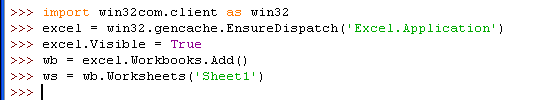 >>> import win32com.client as win32
>>> excel = win32.gencache.EnsureDispatch('Excel.Application')
>>> excel.Visible = True
>>> wb = excel.Workbooks.Add()
>>> ws = wb.Worksheets('Sheet1')
>>>